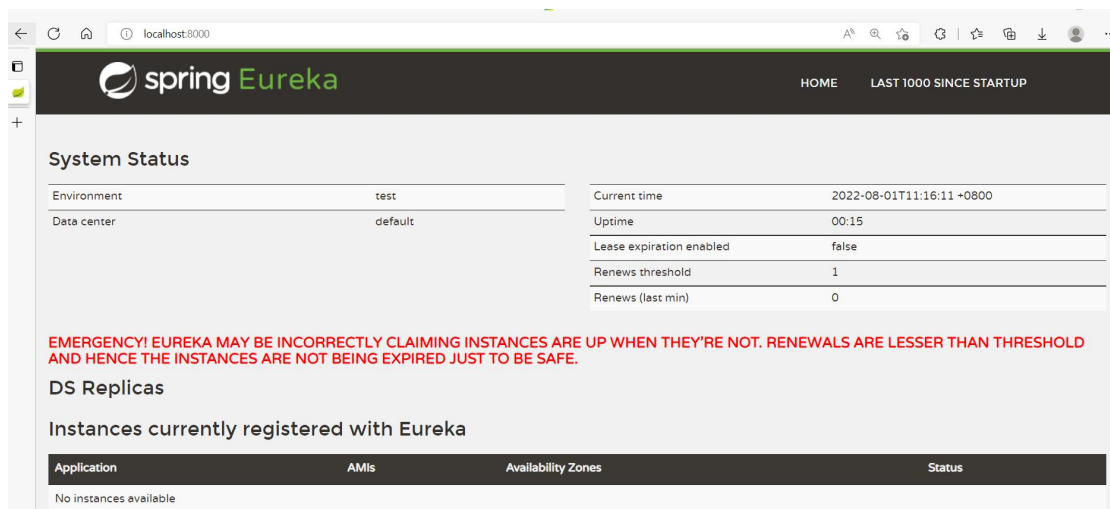 localhost:8000
spring Eureka
HOME LAST 1000 SINCE STARTUP
System Status
Environment test
Data center default
Current time 2022-08-01T11:16:11 +0800
Uptime 00:15
Lease expiration enabled false
Renews threshold 1
Renews (last min) 0
EMERGENCY! EUREKA MAY BE INCORRECTLY CLAIMING INSTANCES ARE UP WHEN THEY'RE NOT. RENEWALS ARE LESSER THAN THRESHOLD
AND HENCE THE INSTANCES ARE NOT BEING EXPIRED JUST TO BE SAFE.
DS Replicas
Instances currently registered with Eureka
Application AMIs Availability Zones Status
No instances available